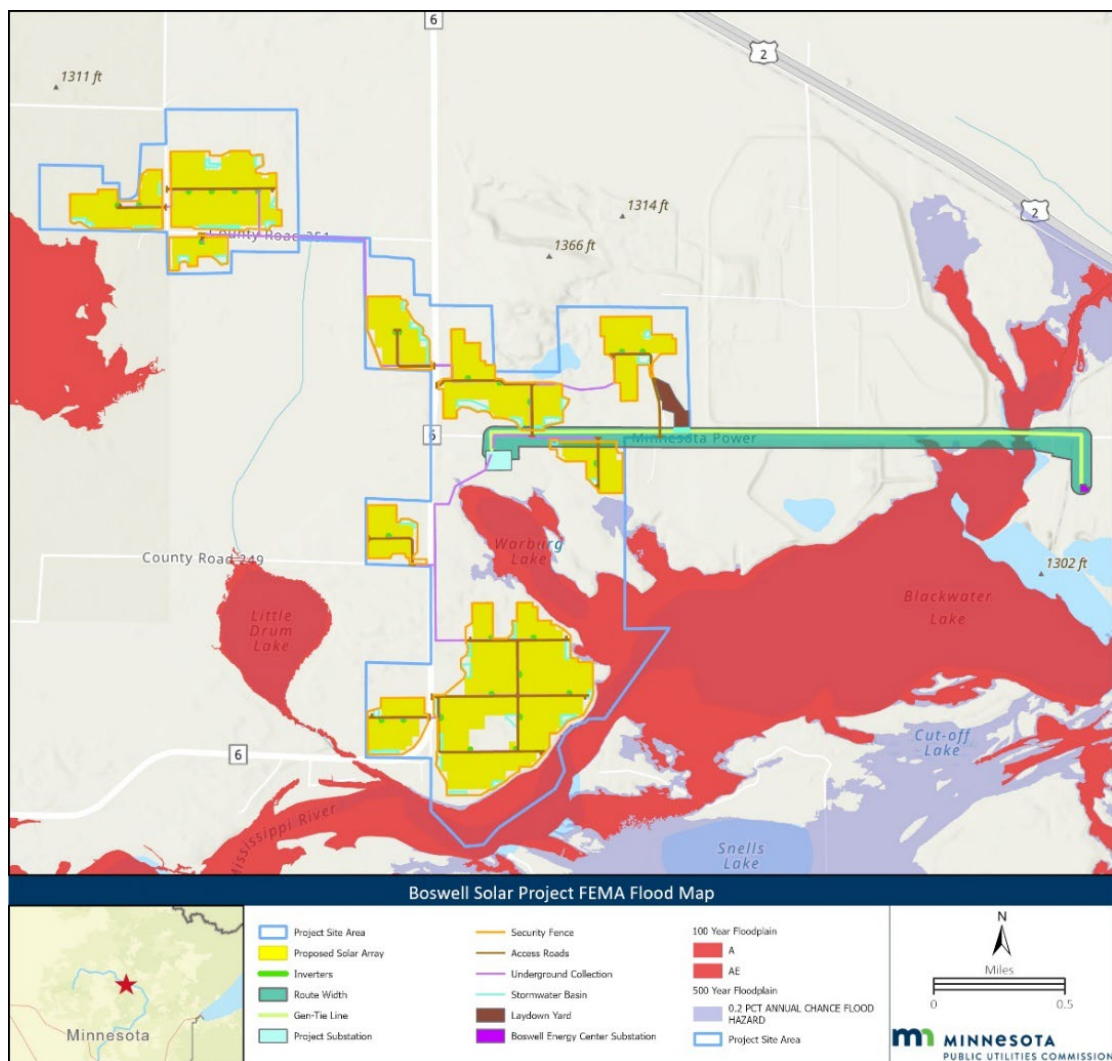 6
2
1311 ft
1314 ft
2
1366 ft
County Road 251
6
Minnesota Power
Warburg
Lake
County Road 249
1302 ft
Little
Drum
Lake
Blackwater
Lake
Cut-off
Lake
6
Mississippi River
Snells
Lake
Boswell Solar Project FEMA Flood Map
Minnesota
Project Site Area
Proposed Solar Array
Inverters
Route Width
Gen-Tie Line
Project Substation
Security Fence
Access Roads
Underground Collection
Stormwater Basin
Laydown Yard
Boswell Energy Center Substation
100 Year Floodplain
A
AE
500 Year Floodplain
0.2 PCT ANNUAL CHANCE FLOOD
HAZARD
Project Site Area
N
Miles
0 0.5
MINNESOTA
PUBLIC UTILITIES COMMISSION